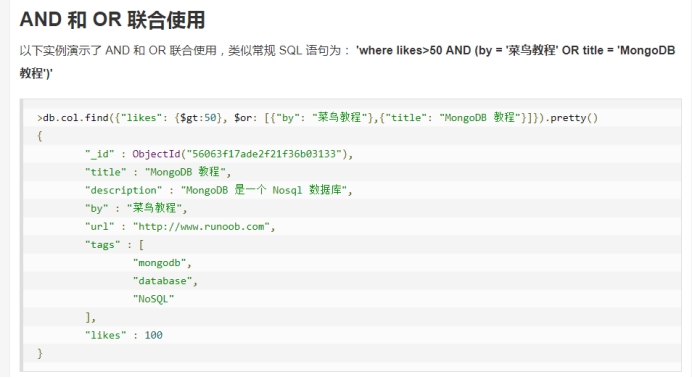 AND 和 OR 联合使用
以下实例演示了 AND 和 OR 联合使用，类似常规 SQL 语句为： 'where likes>50 AND (by = '菜鸟教程' OR title = 'MongoDB
教程')'
>db.col.find({"likes": {$gt:50}, $or: [{"by": "菜鸟教程"},{"title": "MongoDB 教程"}]}).pretty()
{
"_id" : ObjectId("56063f17ade2f21f36b03133"),
"title" : "MongoDB 教程",
"description" : "MongoDB 是一个 Nosql 数据库",
"by" : "菜鸟教程",
"url" : "http://www.runoob.com",
"tags" : [
"mongodb",
"database",
"NoSQL"
],
"likes" : 100
}